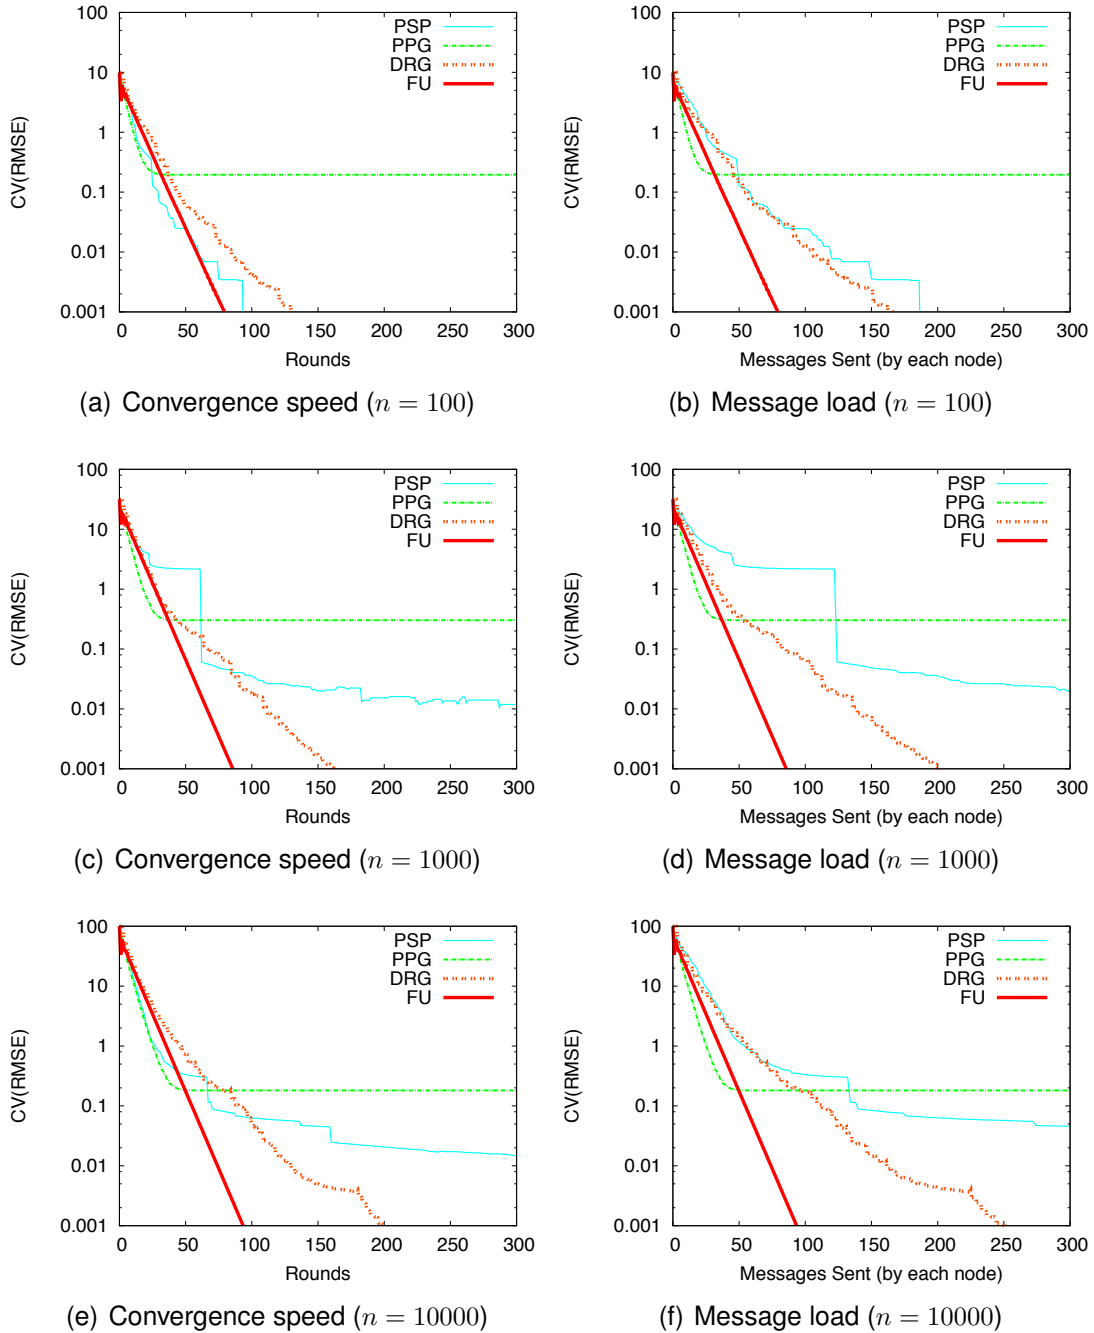 100
10
1
0.1
0.01
0.001
CV(RMSE)
0 50 100 150 200 250 300
Rounds
PSP
PPG
DRG
FU
(a) Convergence speed (n = 100)
100
10
1
0.1
0.01
0.001
CV(RMSE)
0 50 100 150 200 250 300
Messages Sent (by each node)
PSP
PPG
DRG
FU
(b) Message load (n = 100)
100
10
1
0.1
0.01
0.001
CV(RMSE)
0 50 100 150 200 250 300
Rounds
PSP
PPG
DRG
FU
(c) Convergence speed (n = 1000)
100
10
1
0.1
0.01
0.001
CV(RMSE)
0 50 100 150 200 250 300
Messages Sent (by each node)
PSP
PPG
DRG
FU
(d) Message load (n = 1000)
100
10
1
0.1
0.01
0.001
CV(RMSE)
0 50 100 150 200 250 300
Rounds
PSP
PPG
DRG
FU
(e) Convergence speed (n = 10000)
100
10
1
0.1
0.01
0.001
CV(RMSE)
0 50 100 150 200 250 300
Messages Sent (by each node)
PSP
PPG
DRG
FU
(f) Message load (n = 10000)